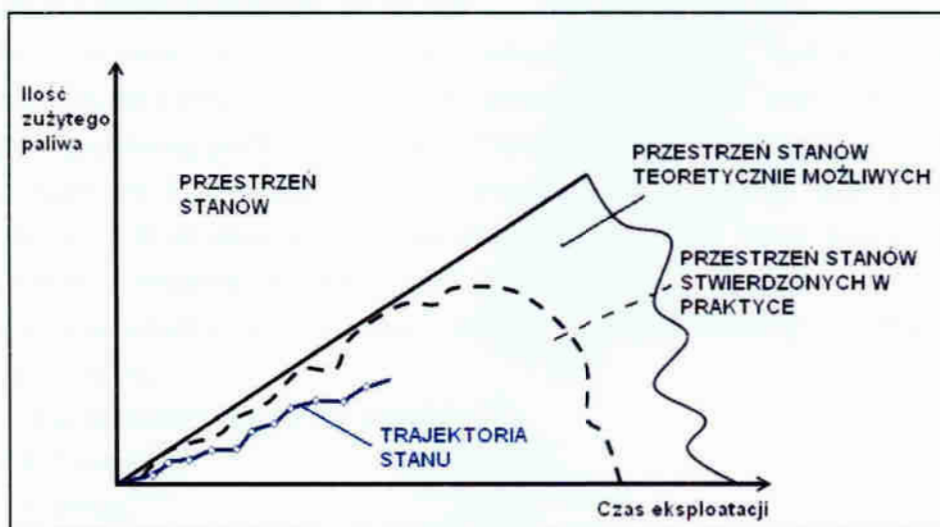 Ilość
zużytego
paliwa
PRZESTRZEŃ
STANÓW
PRZESTRZEŃ STANÓW
TEORETYCZNIE MOŻLIWYCH
PRZESTRZEŃ STANÓW
STWIERDZONYCH W
PRAKTYCE
TRAJEKTORIA
STANU
Czas eksploatacji